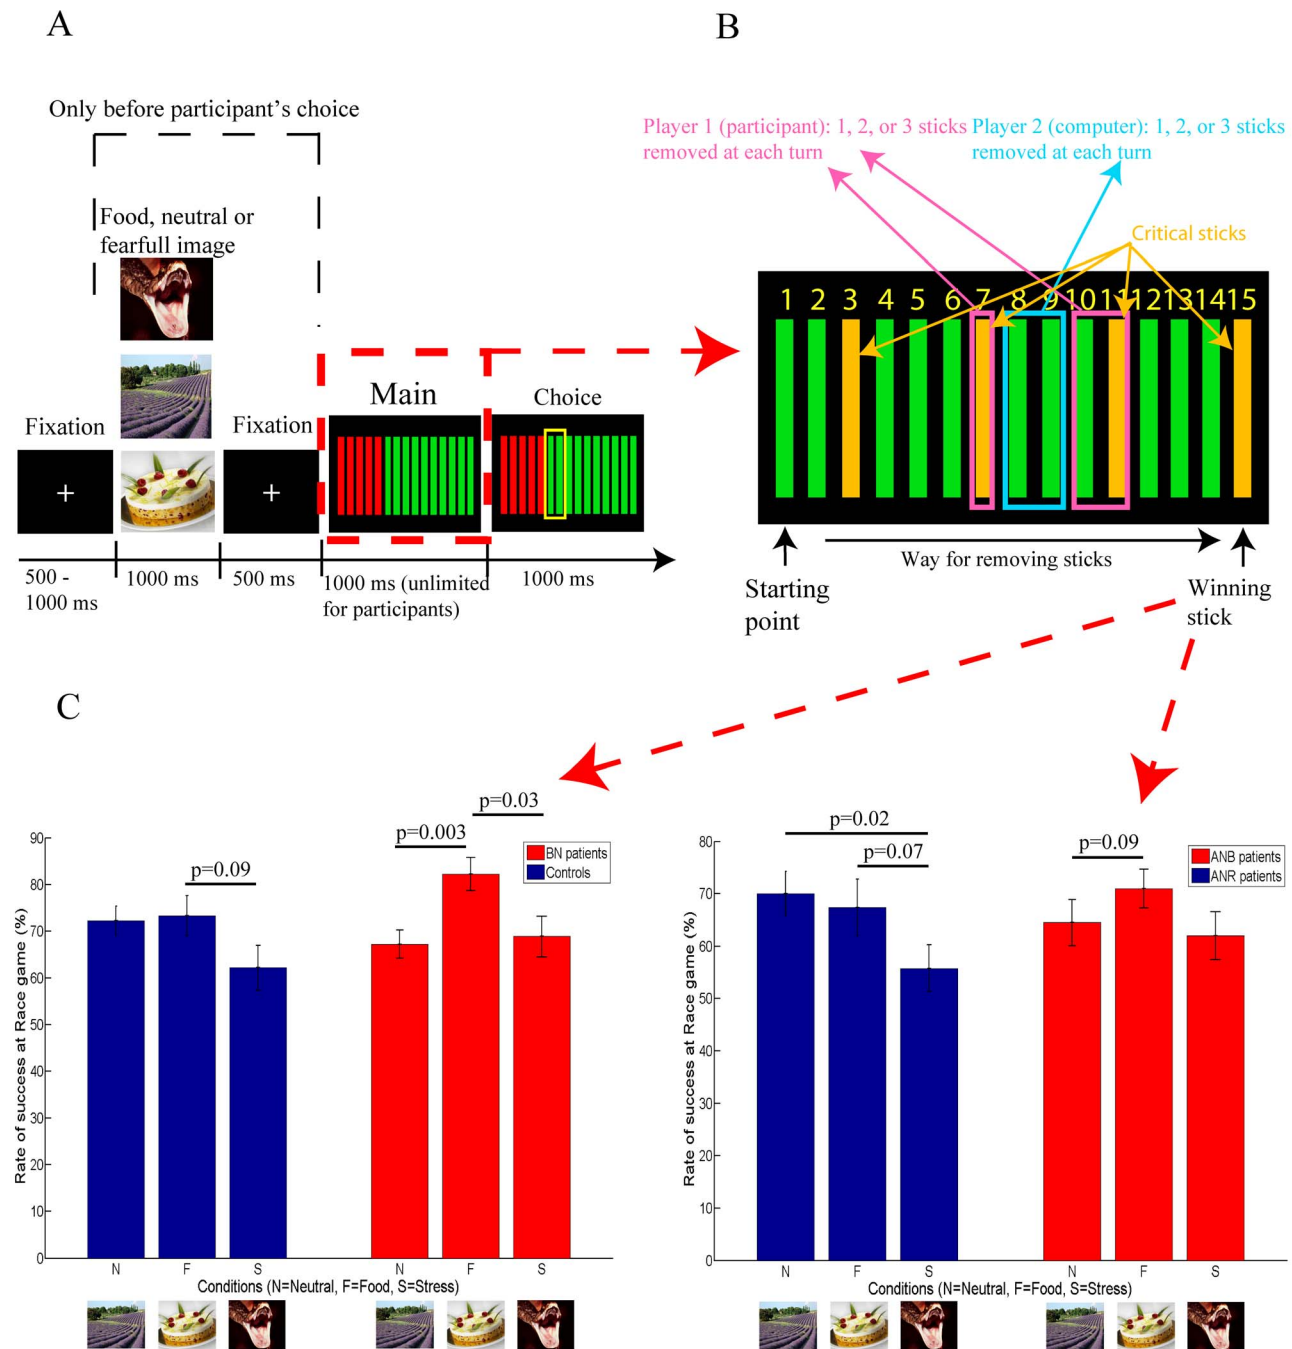 A
Only before participant's choice
Food, neutral or
fearfull image
Fixation
Fixation
Main
Choice
+
+
500 -
1000 ms
1000 ms
500 ms
1000 ms (unlimited
for participants)
1000 ms
B
Player 1 (participant): 1, 2, or 3 sticks
removed at each turn
Player 2 (computer): 1, 2, or 3 sticks
removed at each turn
Critical sticks
1 2 3 4 5 6 7 8 9 10 11 12 13 14 15
Way for removing sticks
Starting
point
Winning
stick
C
Rate of success at Race game (%)
90
80
70
60
50
40
30
20
10
0
p=0.09
p=0.003
p=0.03
BN patients
Controls
N F S N F S
Conditions (N=Neutral, F=Food, S=Stress)
Rate of success at Race game (%)
80
70
60
50
40
30
20
10
0
p=0.02
p=0.07
p=0.09
ANB patients
ANR patients
N F S N F S
Conditions (N=Neutral, F=Food, S=Stress)